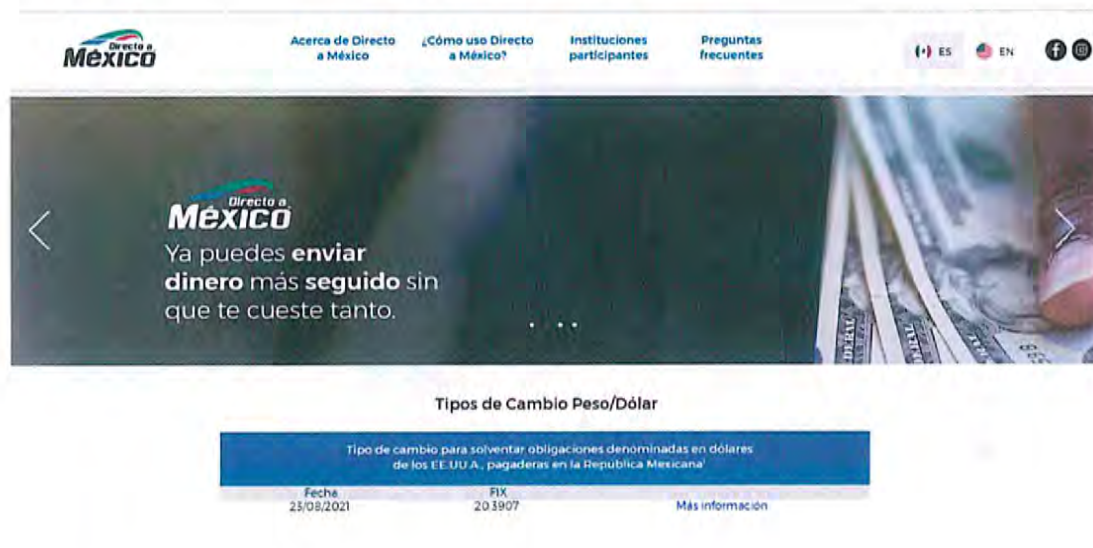 Directo a
México
Acerca de Directo
a México
¿Cómo uso Directo
a México?
Instituciones
participantes
Preguntas
frecuentes
ES
EN
Directo a
México
Ya puedes enviar
dinero más seguido sin
que te cueste tanto.
Tipos de Cambio Peso/Dólar
Tipo de cambio para solventar obligaciones denominadas en dólares
de los EE.UU.A., pagaderas en la Republica Mexicana¹
Fecha FIX
23/08/2021 20.3907 Más información